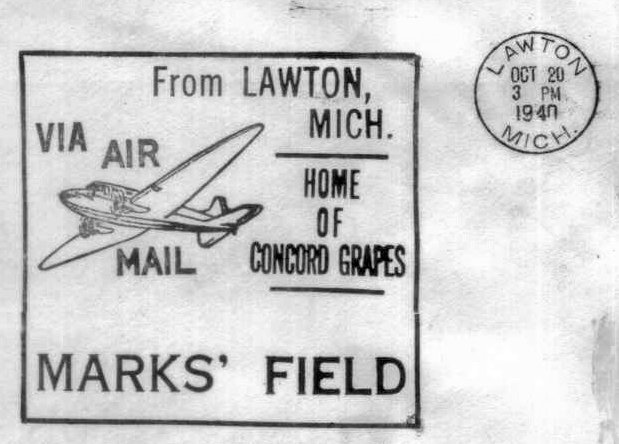 From LAWTON,
MICH.
VIA AIR
MAIL
HOME
OF
CONCORD GRAPES
MARKS' FIELD
LAWTON
OCT 20
3 PM
1940
MICH.